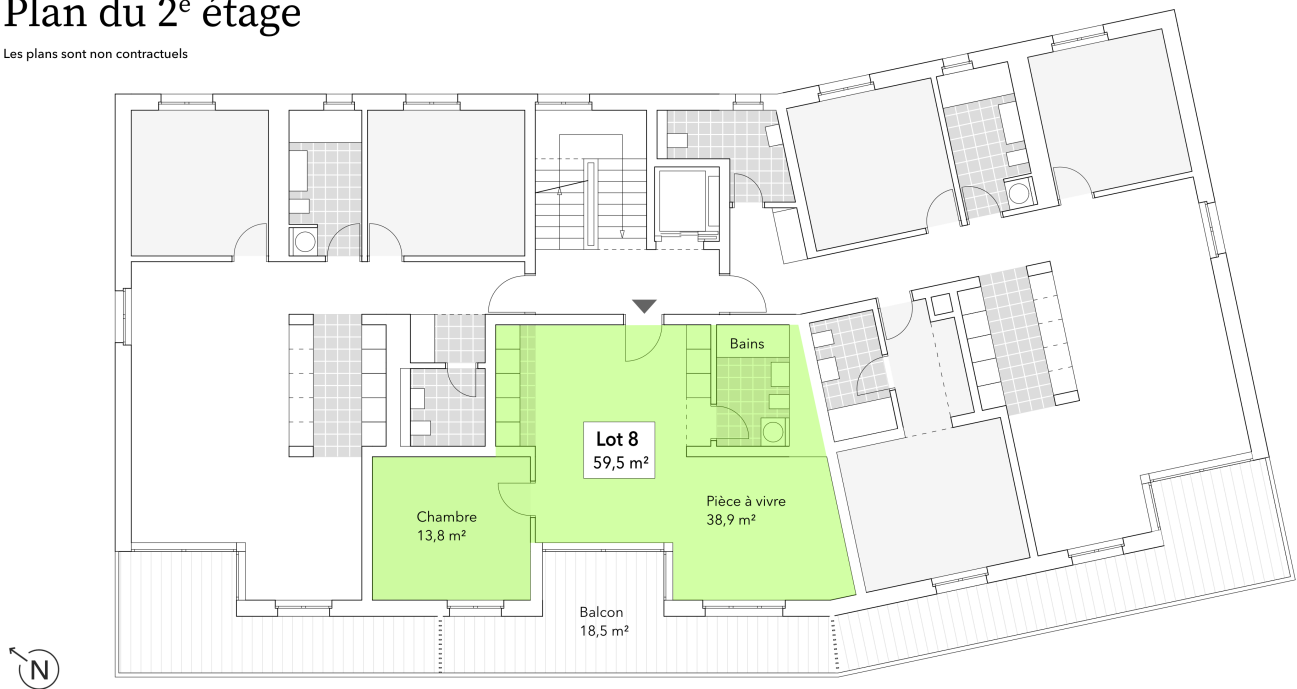 Plan du 2e étage
Les plans sont non contractuels
Bains
Lot 8
59,5 m²
Pièce à vivre
38,9 m²
Chambre
13,8 m²
Balcon
18,5 m²
N